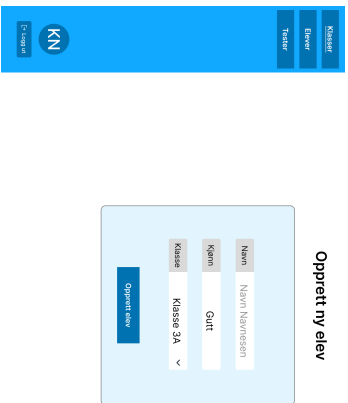 Klasser
Elever
Tester
KN
Logg ut
Opprett ny elev
Navn Navn Navnesen
Kjønn Gutt
Klasse Klasse 3A
Opprett elev